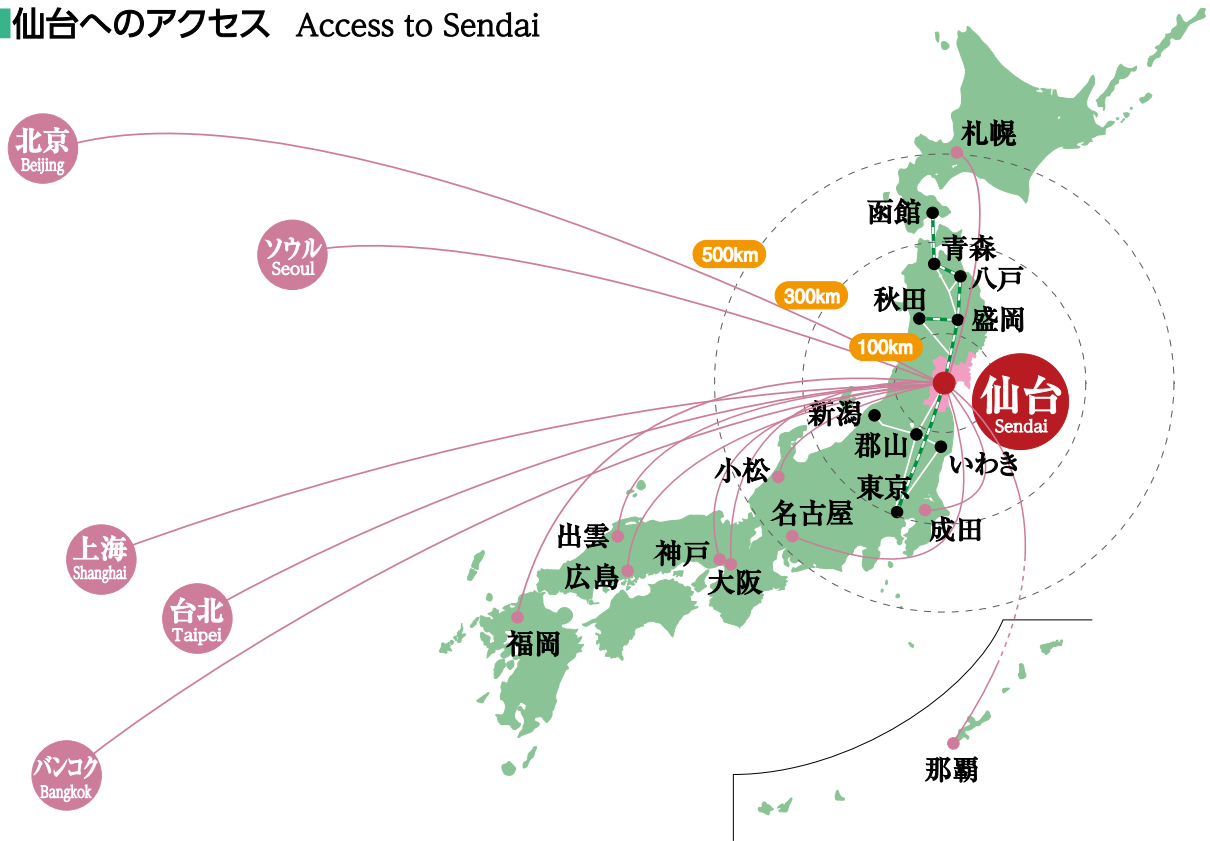 仙台へのアクセス Access to Sendai
北京
Beijing
ソウル
Seoul
札幌
函館
500km
青森
300km
八戸
秋田
盛岡
100km
仙台
Sendai
新潟
郡山
いわき
小松
東京
名古屋
成田
出雲
神戸
広島
大阪
上海
Shanghai
台北
Taipei
福岡
バンコク
Bangkok
那覇